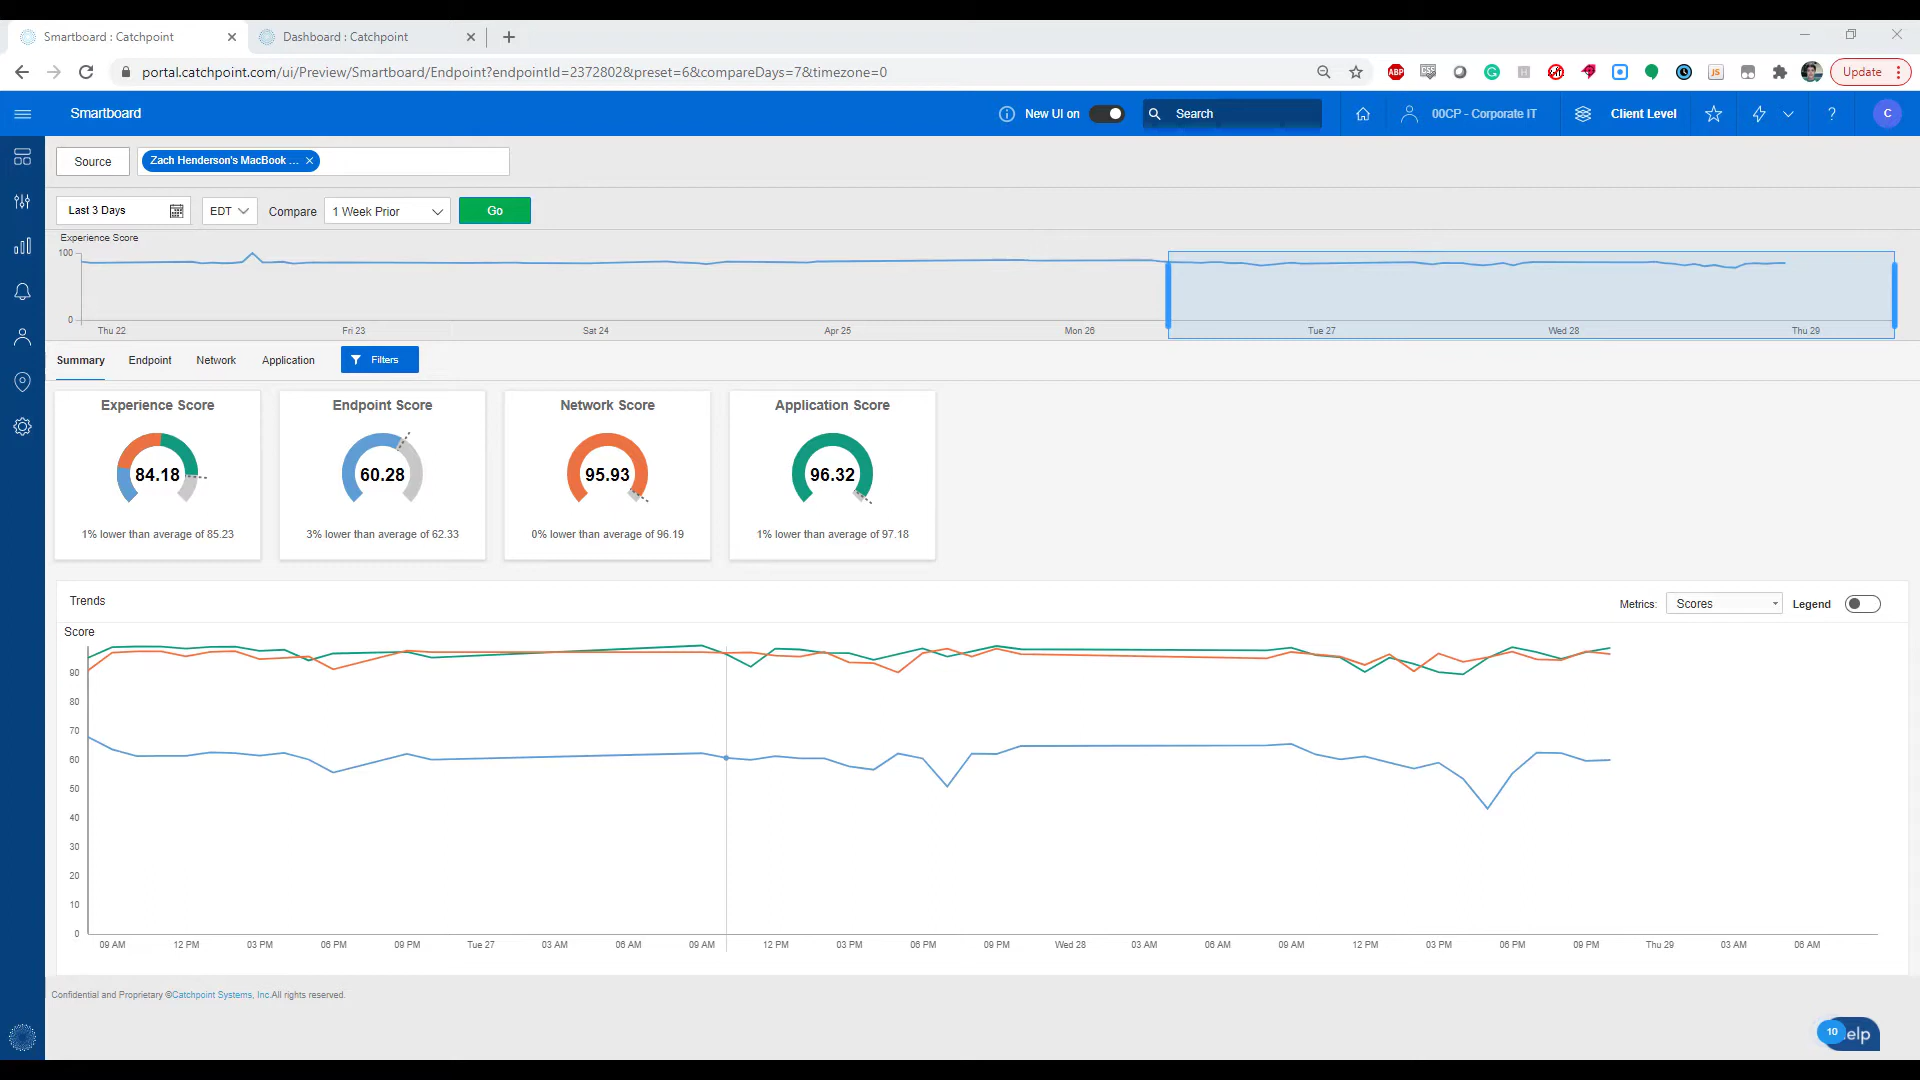 Smartboard : Catchpoint
Dashboard : Catchpoint
portal.catchpoint.com/ui/Preview/Smartboard/Endpoint?endpointId=2372802&preset=6&compareDays=7&timezone=0
ABP
CSS
G
H
JS
Update
Smartboard
New UI on
Search
00CP - Corporate IT
Client Level
?
C
Source
Zach Henderson's MacBook ...
Last 3 Days
EDT
Compare
1 Week Prior
Go
Experience Score
100
0
Thu 22
Fri 23
Sat 24
Apr 25
Mon 26
Tue 27
Wed 28
Thu 29
Summary
Endpoint
Network
Application
Filters
Experience Score
84.18
1% lower than average of 85.23
Endpoint Score
60.28
3% lower than average of 62.33
Network Score
95.93
0% lower than average of 96.19
Application Score
96.32
1% lower than average of 97.18
Trends
Metrics:
Scores
Legend
Score
90
80
70
60
50
40
30
20
10
0
09 AM
12 PM
03 PM
06 PM
09 PM
Tue 27
03 AM
06 AM
09 AM
12 PM
03 PM
06 PM
09 PM
Wed 28
03 AM
06 AM
09 AM
12 PM
03 PM
06 PM
09 PM
Thu 29
03 AM
06 AM
Confidential and Proprietary ©Catchpoint Systems, Inc.All rights reserved.
10
elp